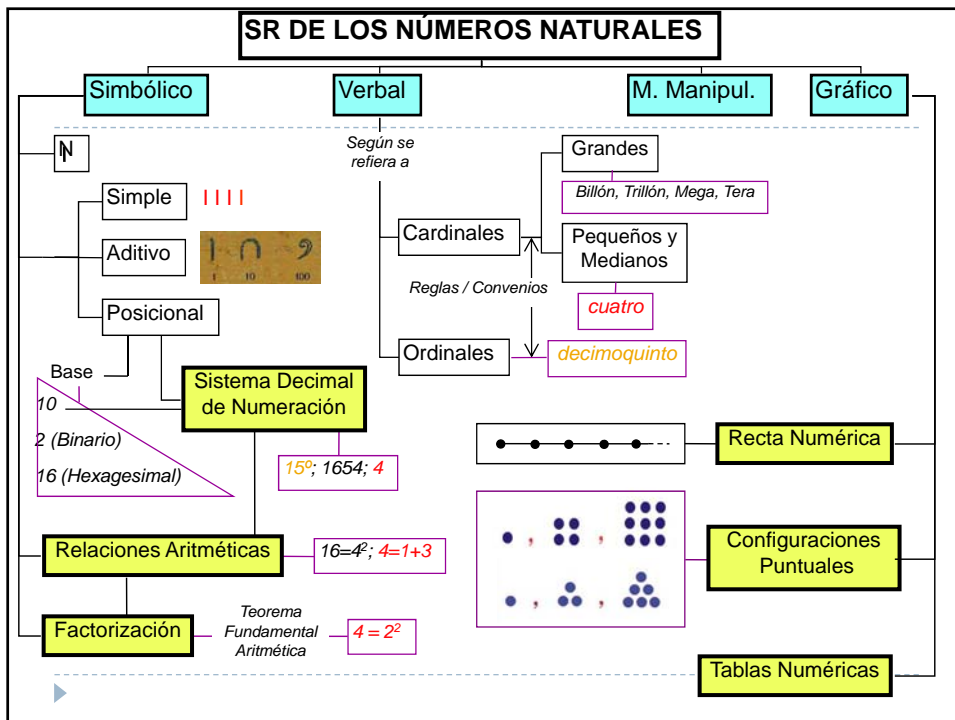 SR DE LOS NÚMEROS NATURALES
Simbólico
Verbal
M. Manipul.
Gráfico
ℕ
Según se
refiera a
Grandes
Billón, Trillón, Mega, Tera
Simple
I I I I
Cardinales
Pequeños y
Medianos
Aditivo
1 10 100
Reglas / Convenios
cuatro
Posicional
Ordinales
decimoquinto
Base
10
2 (Binario)
16 (Hexagesimal)
Sistema Decimal
de Numeración
15º; 1654; 4
Recta Numérica
Relaciones Aritméticas
16=4²; 4=1+3
, ,
Configuraciones
Puntuales
, ,
Factorización
Teorema
Fundamental
Aritmética
4 = 2²
Tablas Numéricas